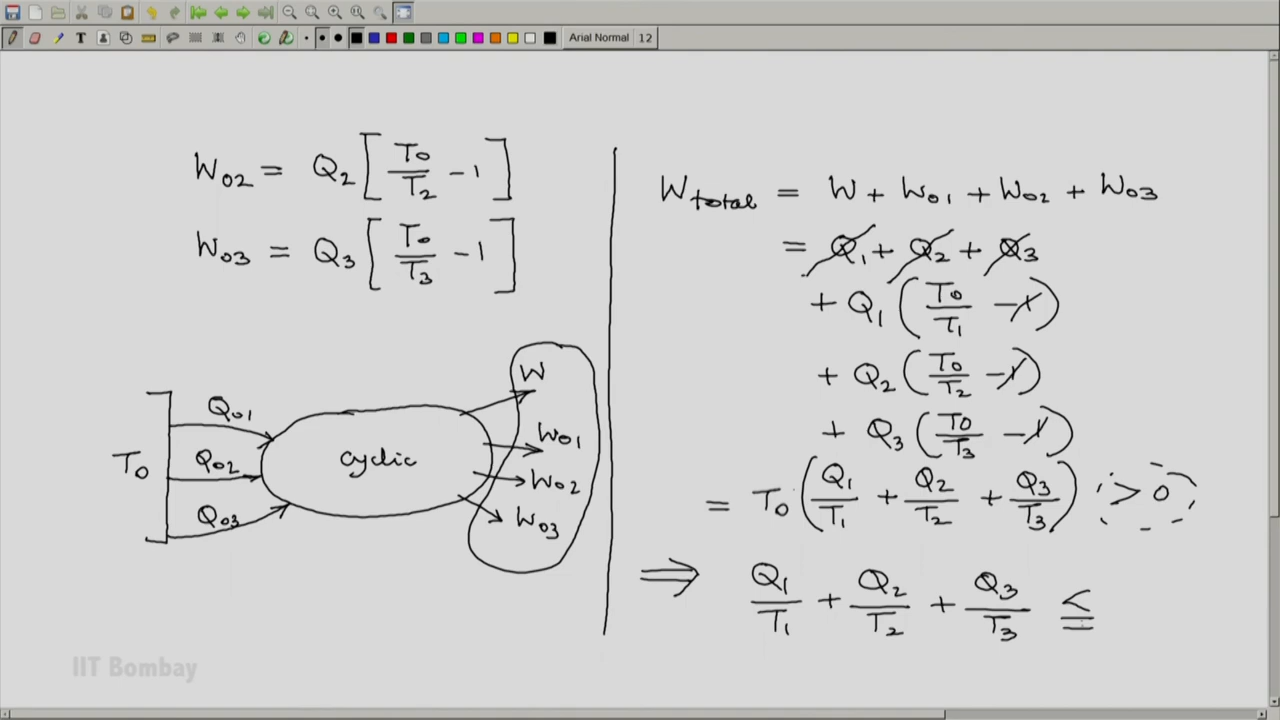 Arial Normal 12
W02 = Q2 [ T0/T2 - 1 ]
W03 = Q3 [ T0/T3 - 1 ]
T0
Q01
Q02
Q03
cyclic
W
W01
W02
W03
Wtotal = W + W01 + W02 + W03
= Q1 + Q2 + Q3
+ Q1 ( T0/T1 - 1 )
+ Q2 ( T0/T2 - 1 )
+ Q3 ( T0/T3 - 1 )
= T0 ( Q1/T1 + Q2/T2 + Q3/T3 ) > 0
⇒ Q1/T1 + Q2/T2 + Q3/T3 ≤
IIT Bombay